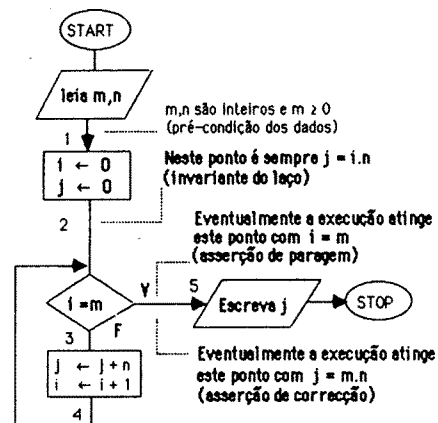 START
leia m,n
m,n são inteiros e m ≥ 0
(pré-condição dos dados)
1
i ← 0
j ← 0
Neste ponto é sempre j = i.n
(invariante do laço)
2
Eventualmente a execução atinge
este ponto com i = m
(asserção de paragem)
i =m
V
5
Escreva j
STOP
3
F
j ← j+n
i ← i+1
Eventualmente a execução atinge
este ponto com j = m.n
(asserção de correcção)
4